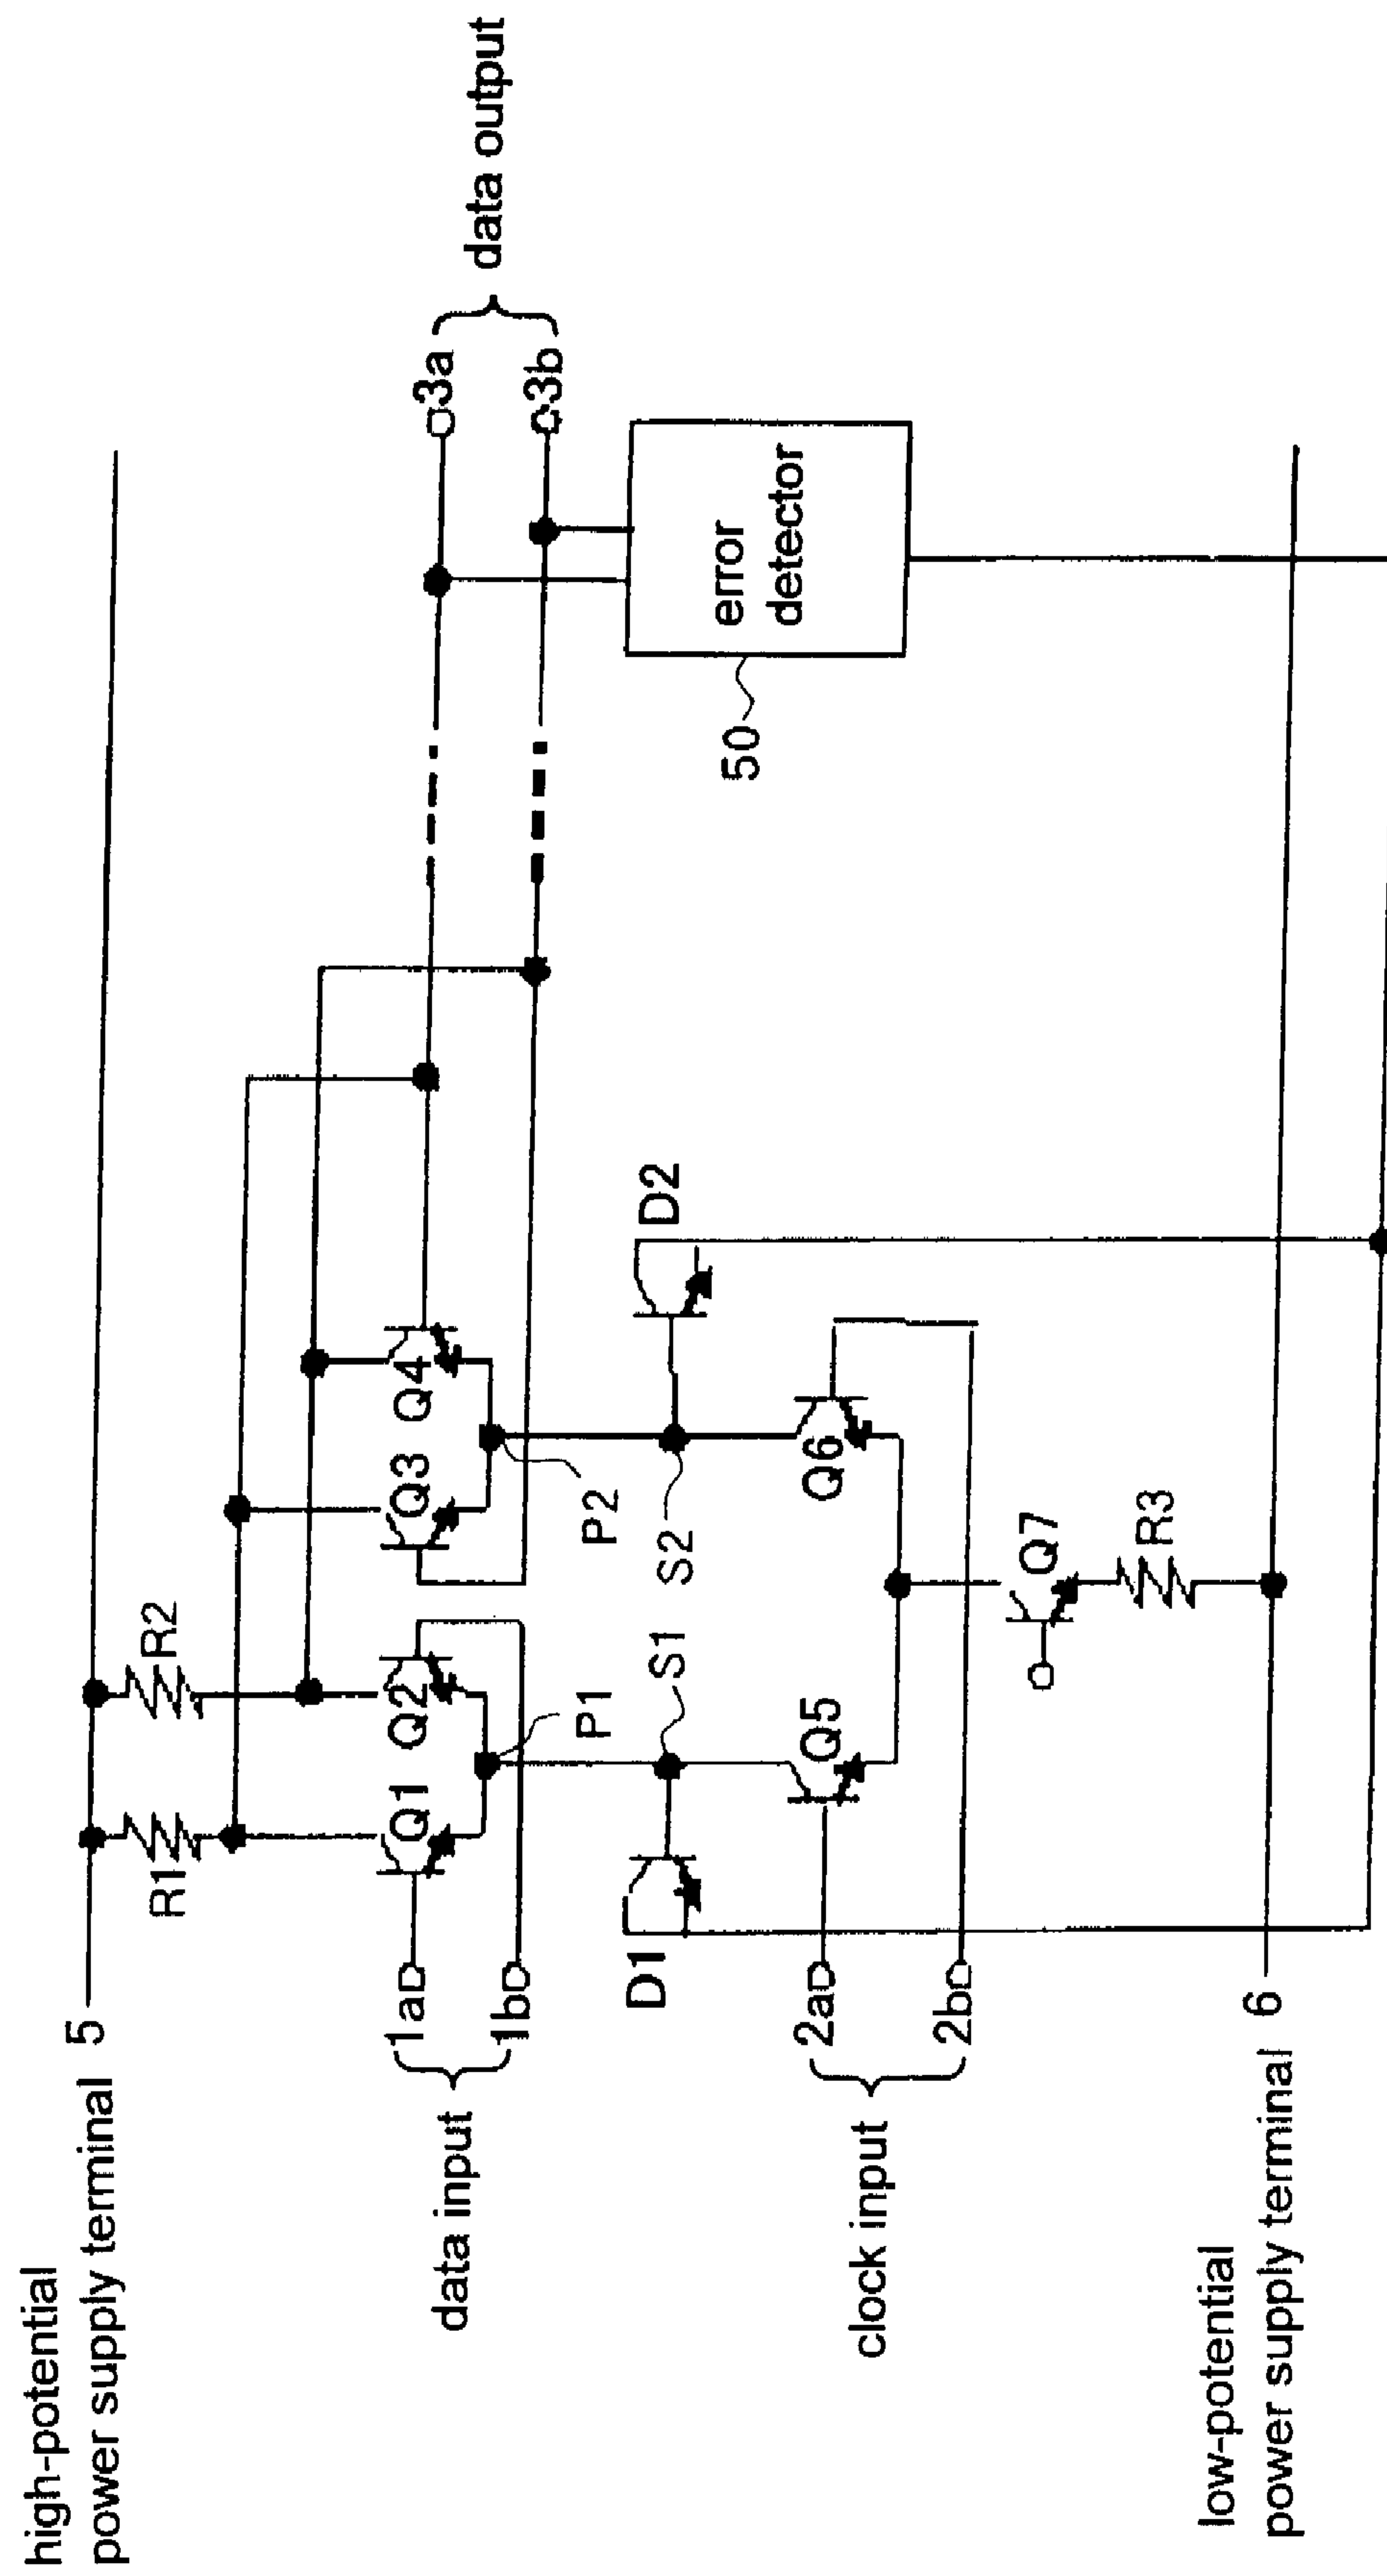 high-potential
power supply terminal 5
R1
R2
data input
1a
1b
Q1
Q2
Q3
Q4
P1
P2
data output
3a
3b
D1
S1
S2
D2
50
error
detector
clock input
2a
2b
Q5
Q6
Q7
R3
low-potential
power supply terminal 6